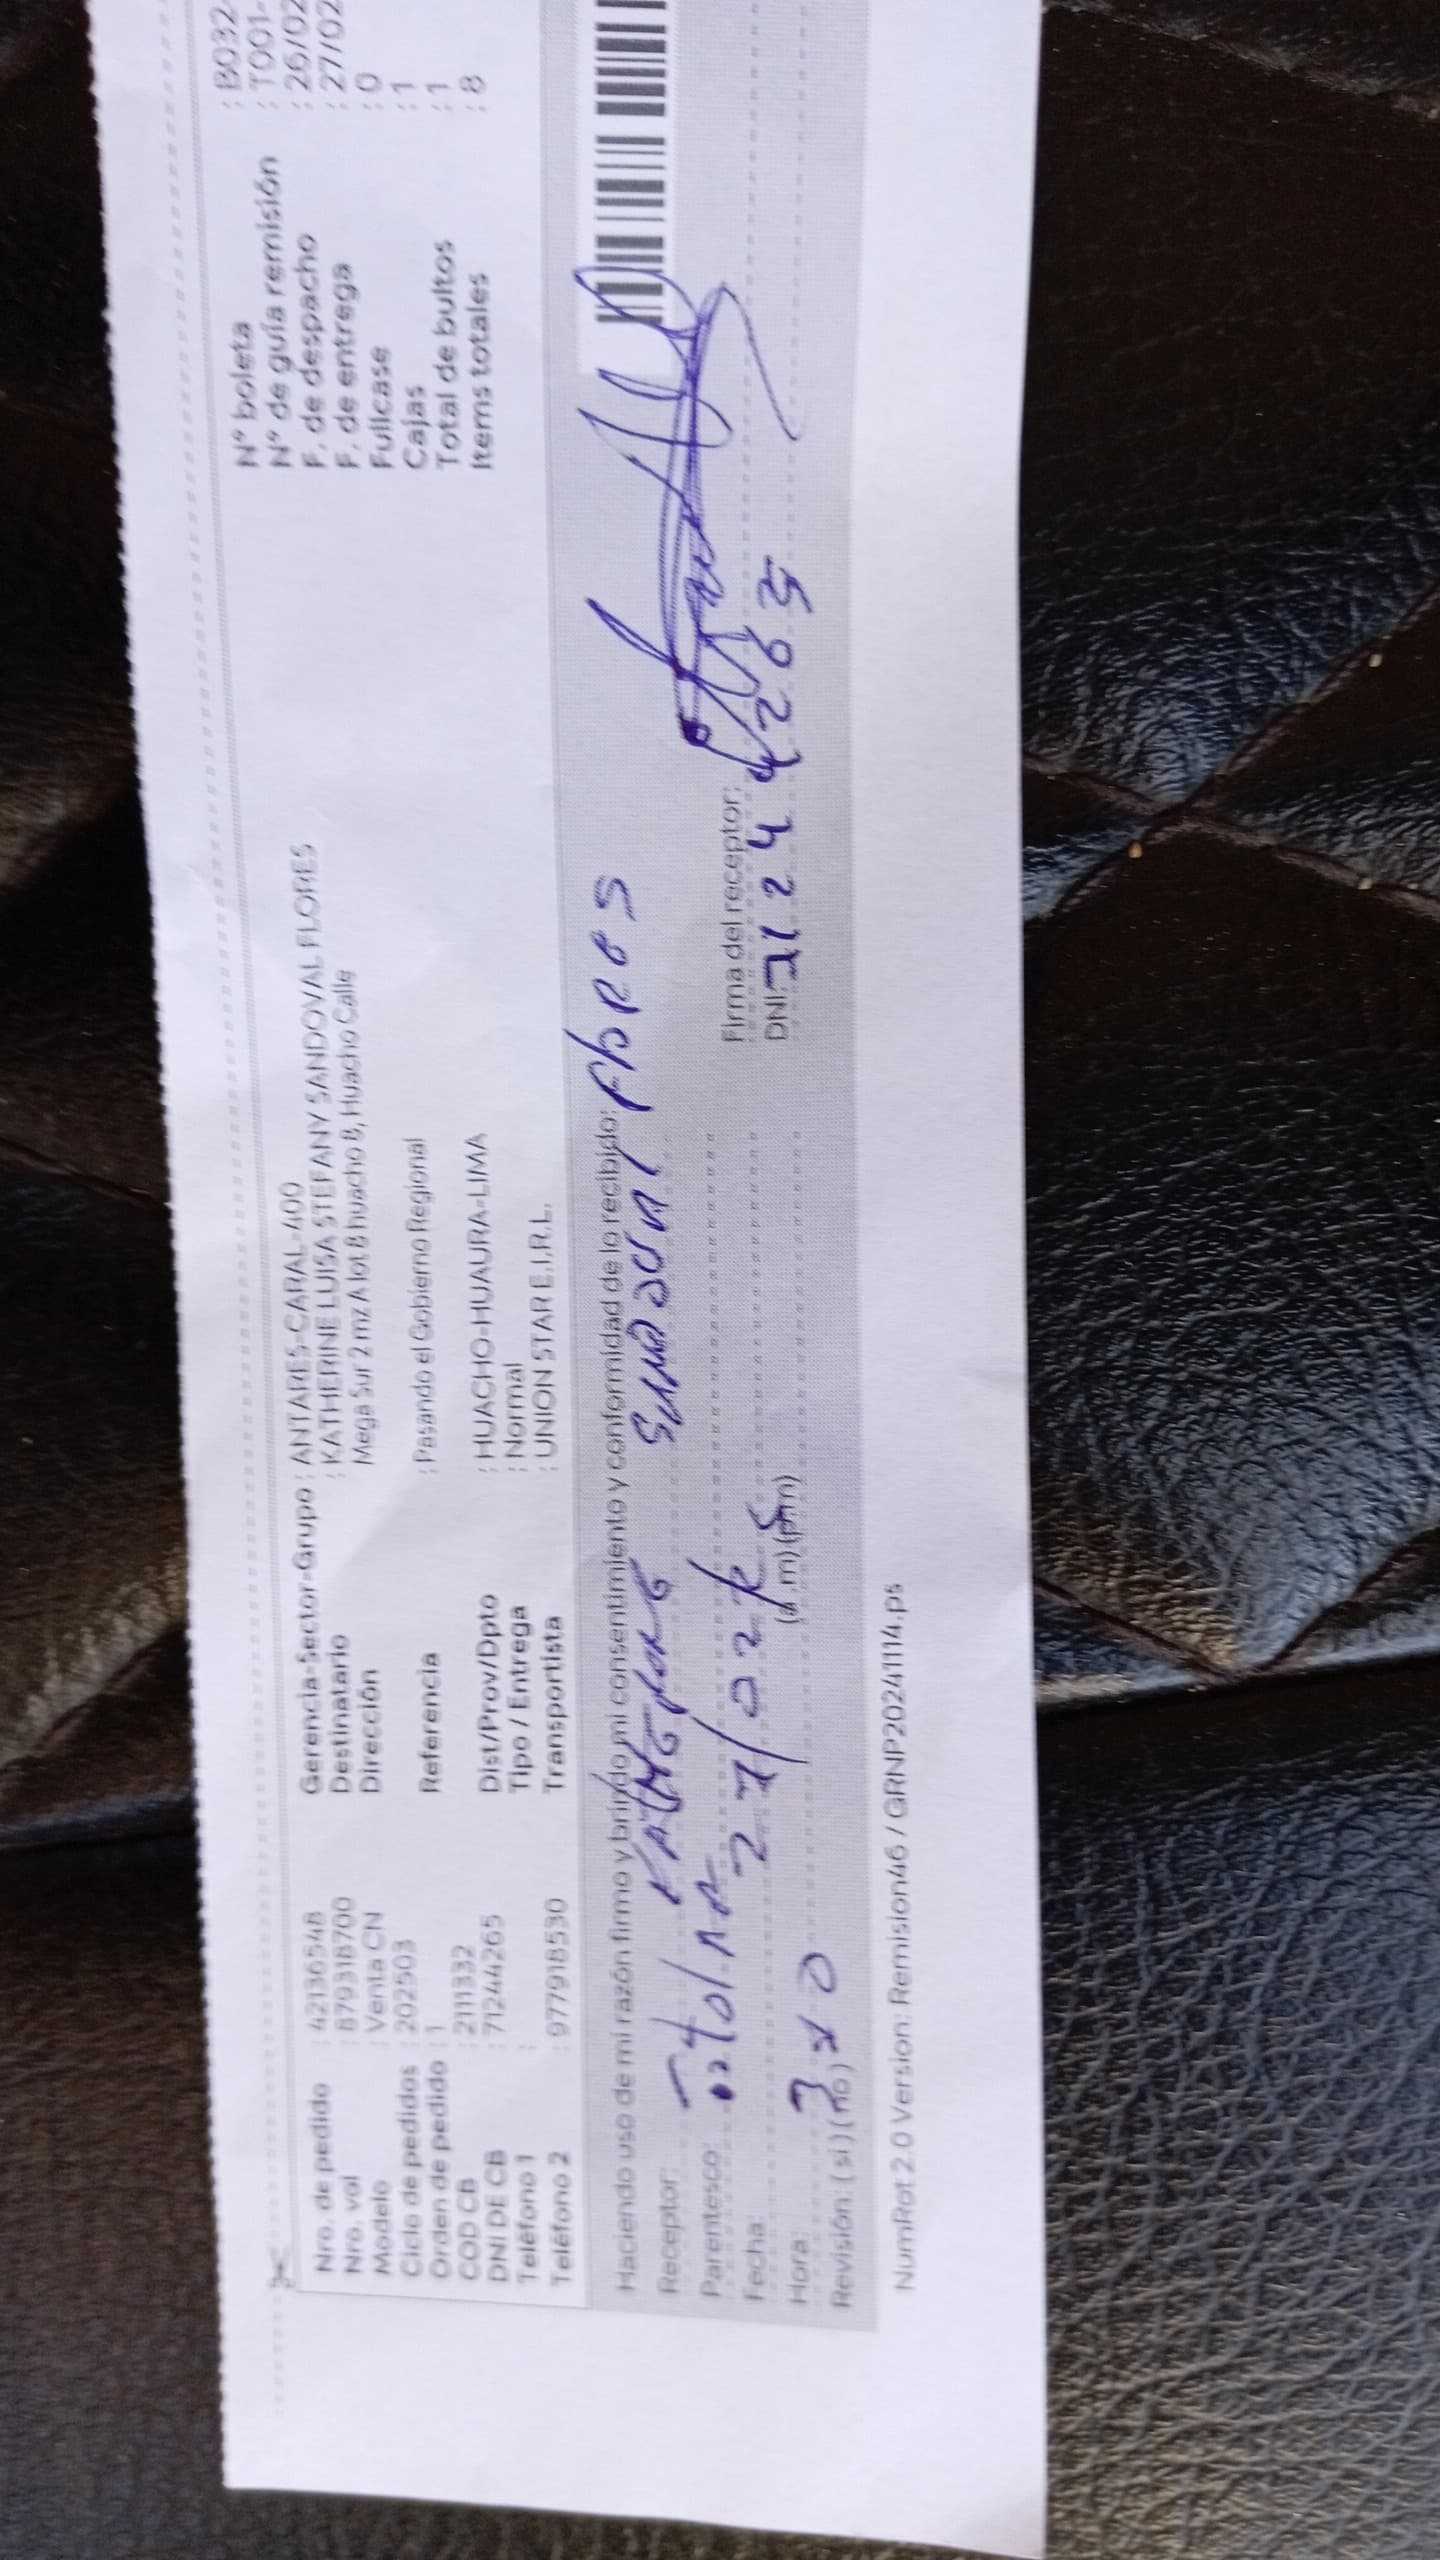 Nro. de pedido : 42136548
Nro. vol : 879318700
Modelo : Venta CN
Ciclo de pedidos : 202503
Orden de pedido : 1
COD CB : 2111332
DNI DE CB : 71244265
Teléfono 1 :
Teléfono 2 : 977918530
Gerencia-Sector-Grupo : ANTARES-CARAL-400
Destinatario : KATHERINE LUISA STEFANY SANDOVAL FLORES
Dirección Mega Sur 2 mz A lot 8 huacho 8, Huacho Calle
Referencia : Pasando el Gobierno Regional
Dist/Prov/Dpto : HUACHO-HUAURA-LIMA
Tipo / Entrega : Normal
Transportista : UNION STAR E.I.R.L.
N° boleta : B032-
N° de guía remisión : T001-
F. de despacho : 26/02
F. de entrega : 27/02
Fullcase : 0
Cajas : 1
Total de bultos : 1
Items totales : 8
Haciendo uso de mi razón firmo y brindo mi consentimiento y conformidad de lo recibido:
Receptor: Sandoval Flores
Parentesco: titular
Firma del receptor:
Fecha: 27/02
DNI: 71244265
Hora: (a.m) (p.m)
Revisión: (si) (no)
NumRot 2.0 Version: Remision46 / GRNP20241114.ps